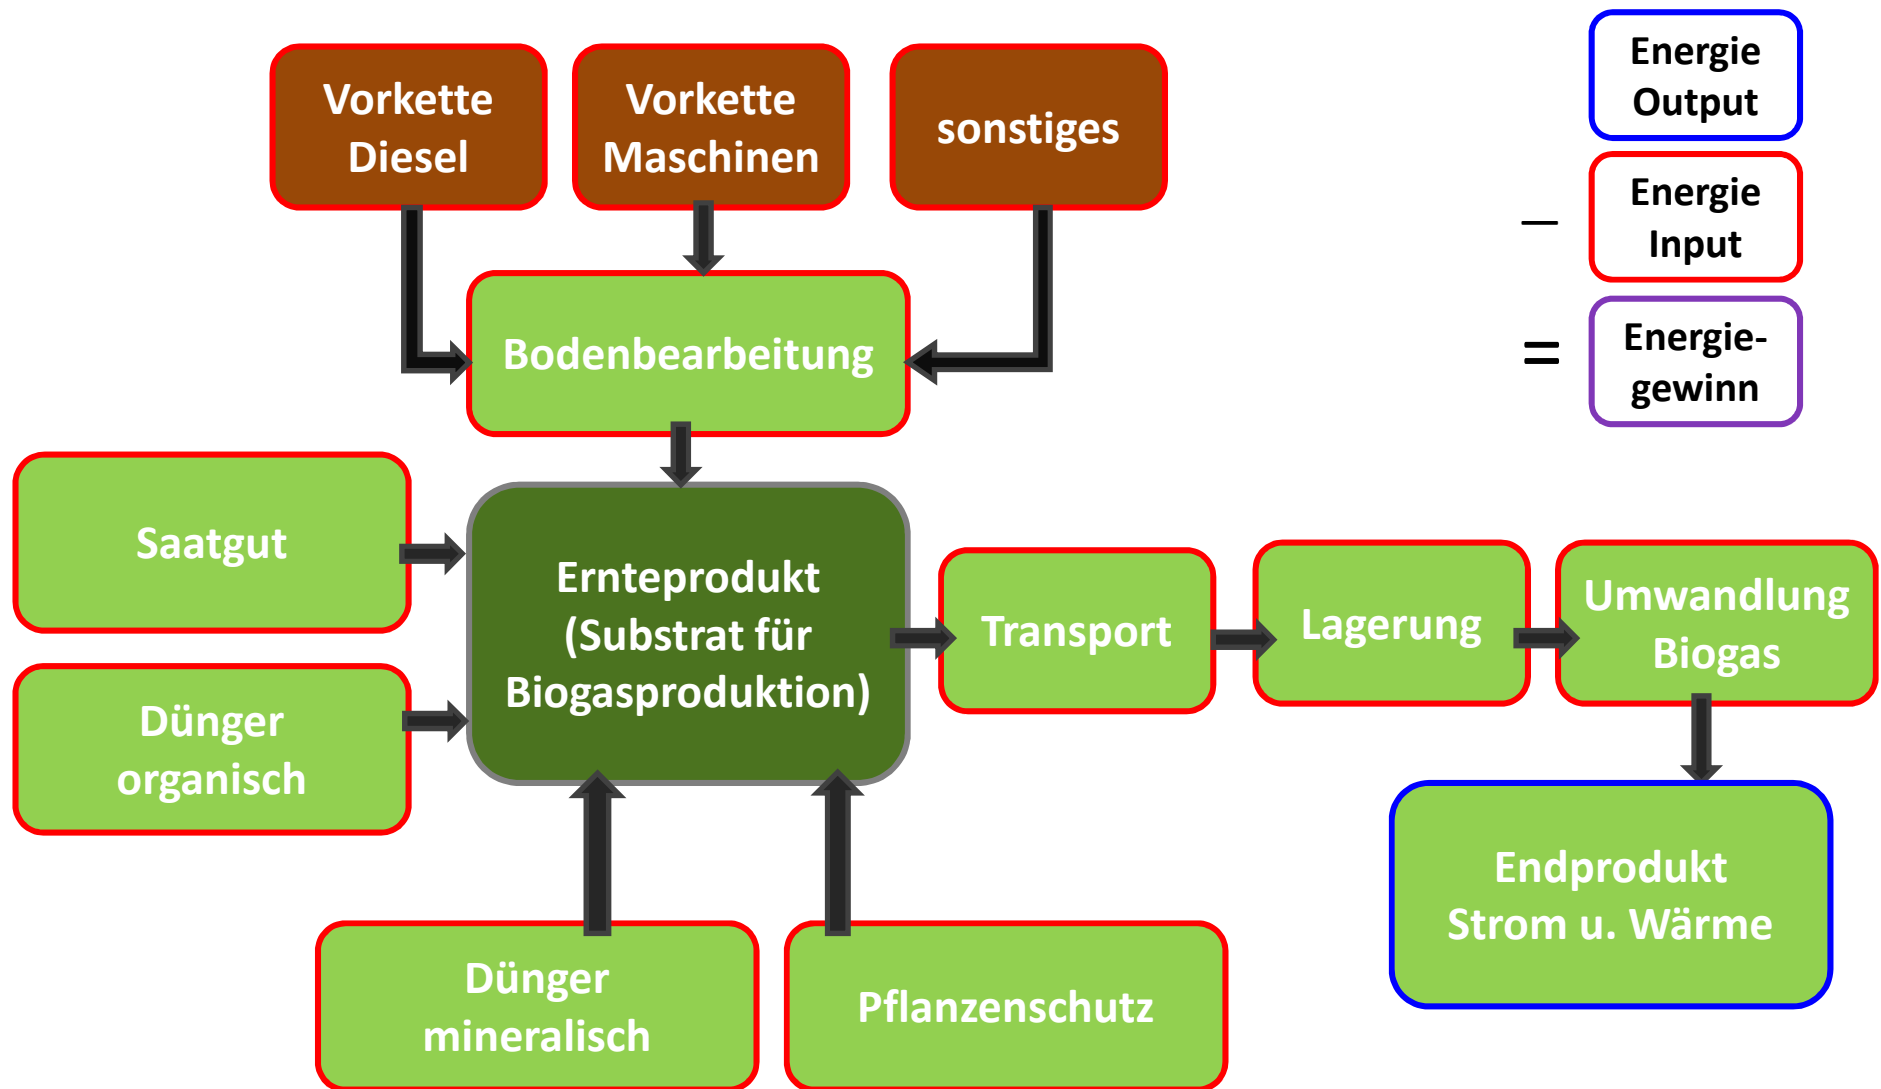 Vorkette
Diesel
Vorkette
Maschinen
sonstiges
Energie
Output
–
Energie
Input
=
Energie-
gewinn
Bodenbearbeitung
Saatgut
Dünger
organisch
Ernteprodukt
(Substrat für
Biogasproduktion)
Transport
Lagerung
Umwandlung
Biogas
Dünger
mineralisch
Pflanzenschutz
Endprodukt
Strom u. Wärme